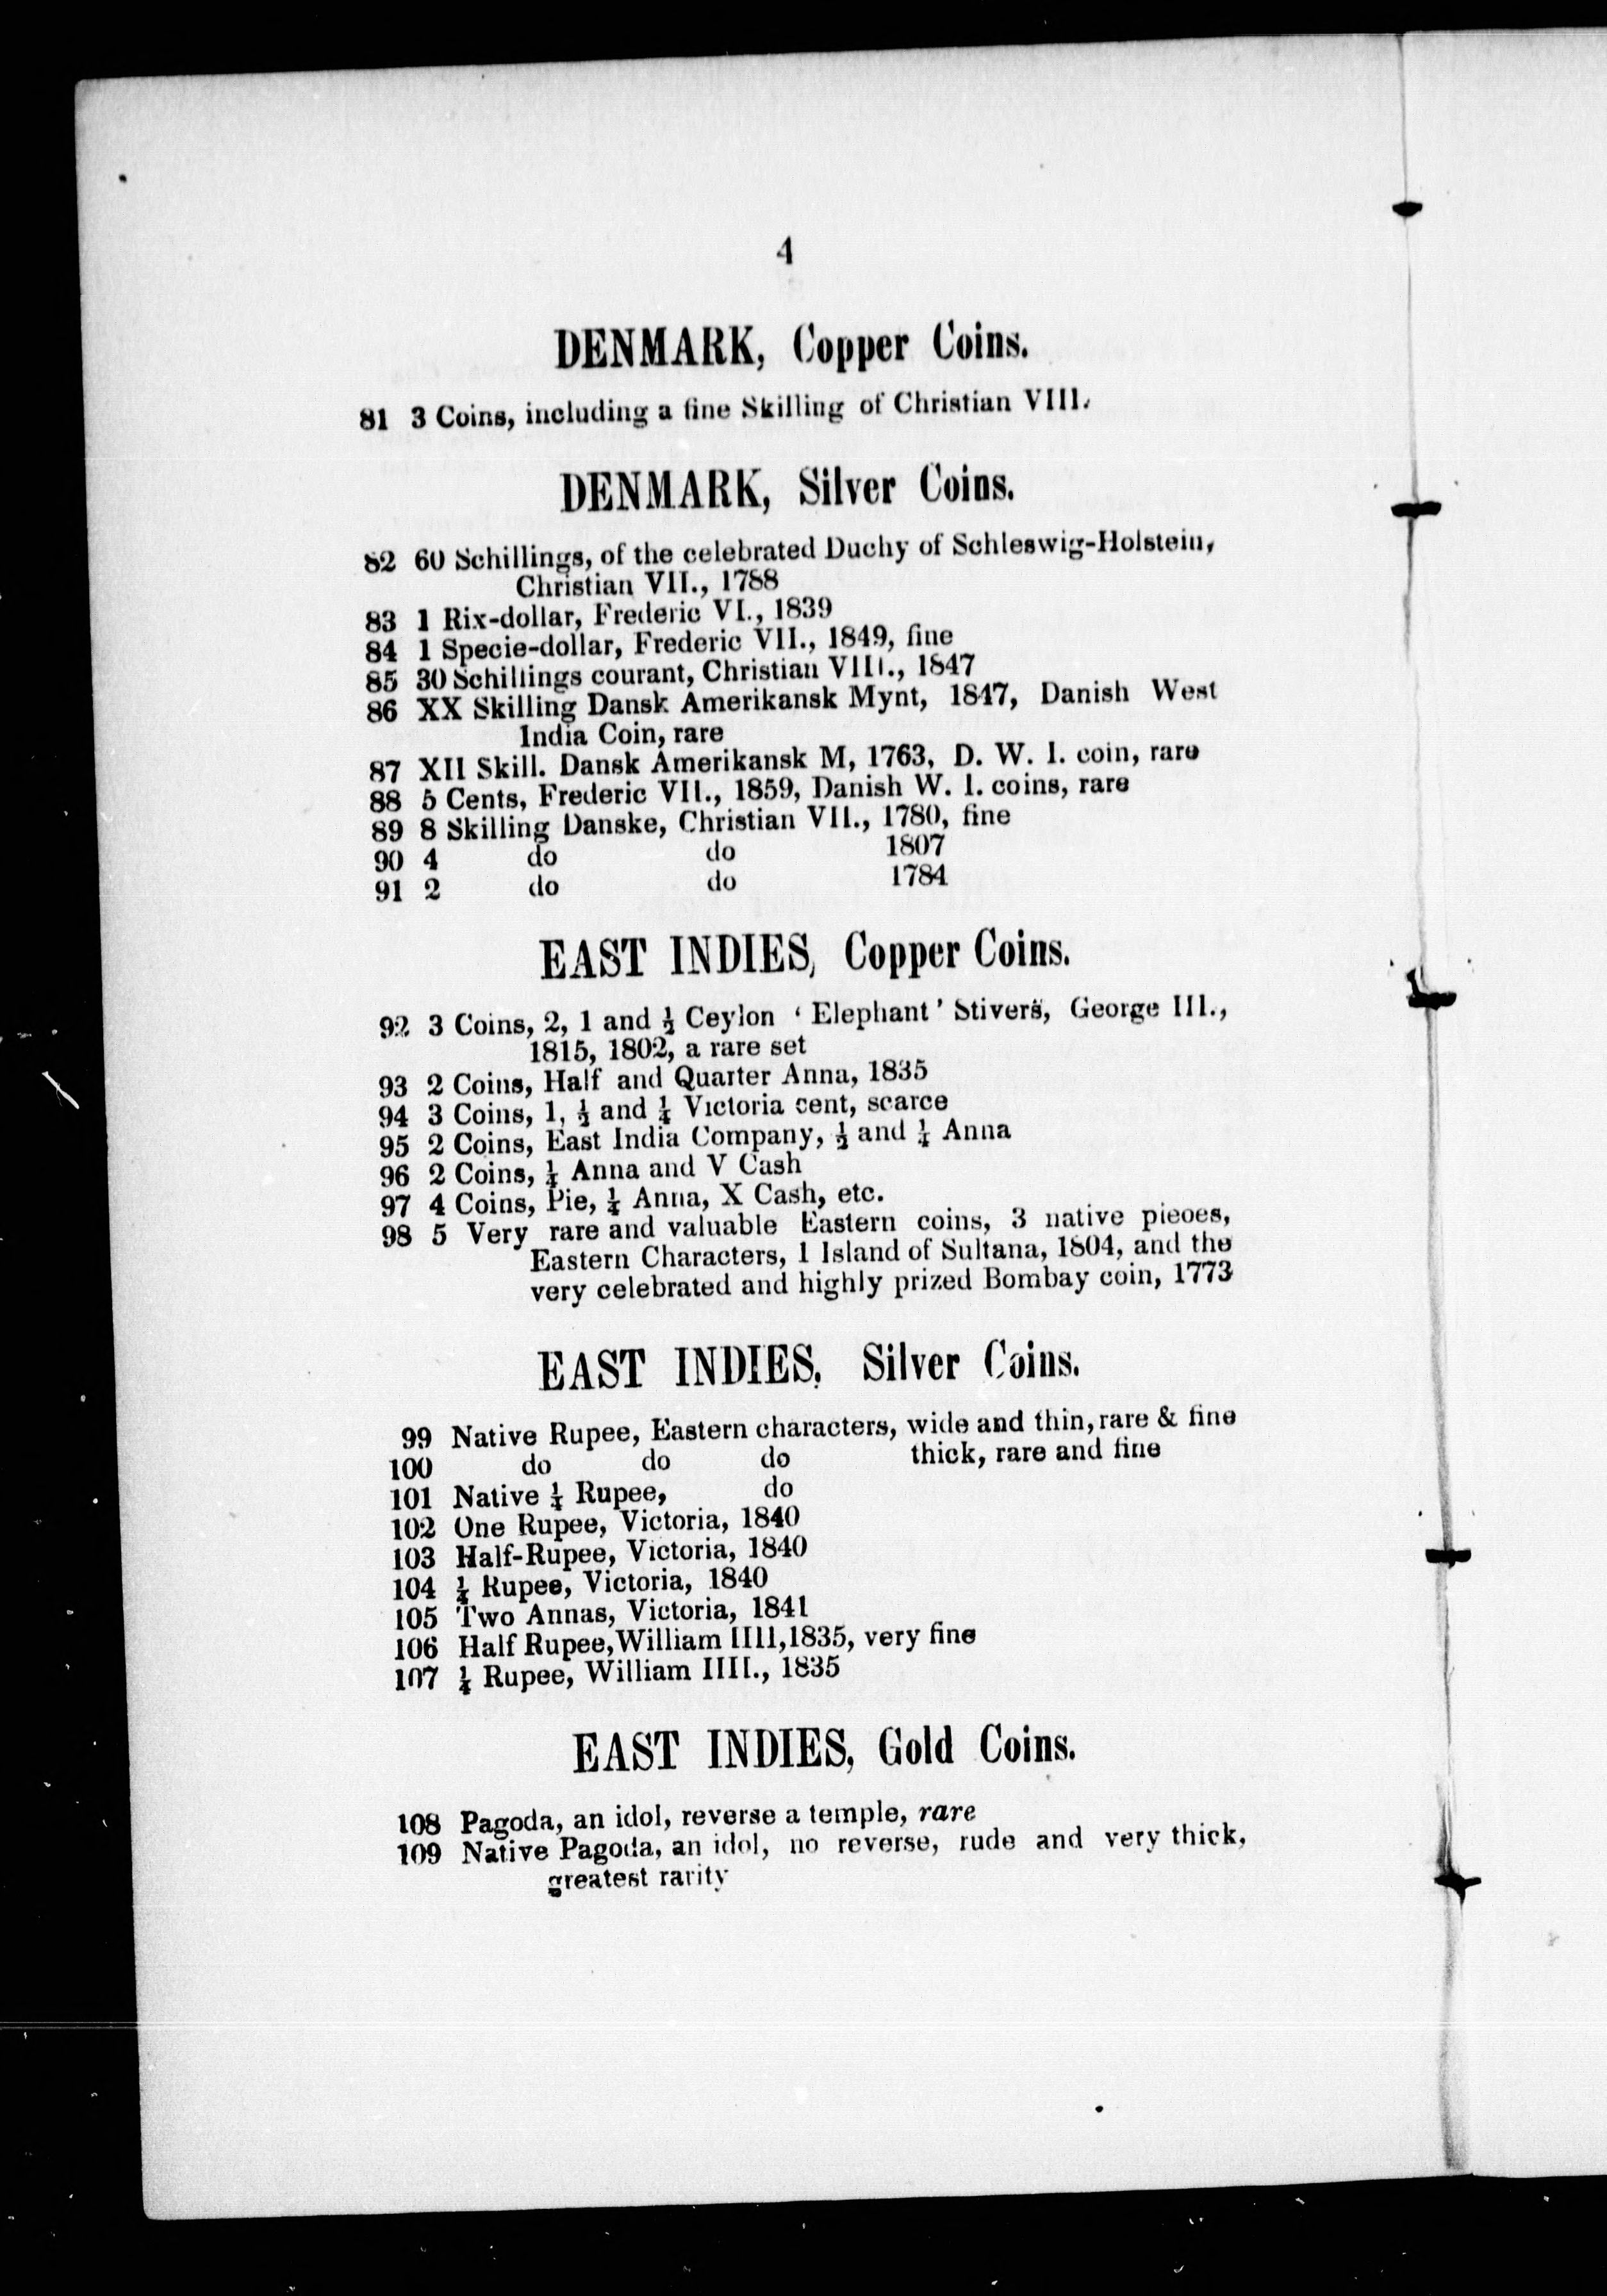 4
DENMARK, Copper Coins.
81 3 Coins, including a fine Skilling of Christian VIII.
DENMARK, Silver Coins.
82 60 Schillings, of the celebrated Duchy of Schleswig-Holstein,
Christian VII., 1788
83 1 Rix-dollar, Frederic VI., 1839
84 1 Specie-dollar, Frederic VII., 1849, fine
85 30 Schillings courant, Christian VIII., 1847
86 XX Skilling Dansk Amerikansk Mynt, 1847, Danish West
India Coin, rare
87 XII Skill. Dansk Amerikansk M, 1763, D. W. I. coin, rare
88 5 Cents, Frederic VII., 1859, Danish W. I. coins, rare
89 8 Skilling Danske, Christian VII., 1780, fine
90 4 do do 1807
91 2 do do 1784
EAST INDIES, Copper Coins.
92 3 Coins, 2, 1 and ½ Ceylon ‘ Elephant ’ Stivers, George III.,
1815, 1802, a rare set
93 2 Coins, Half and Quarter Anna, 1835
94 3 Coins, 1, ½ and ¼ Victoria cent, scarce
95 2 Coins, East India Company, ½ and ¼ Anna
96 2 Coins, ¼ Anna and V Cash
97 4 Coins, Pie, ¼ Anna, X Cash, etc.
98 5 Very rare and valuable Eastern coins, 3 native pieoes,
Eastern Characters, 1 Island of Sultana, 1804, and the
very celebrated and highly prized Bombay coin, 1773
EAST INDIES, Silver Coins.
99 Native Rupee, Eastern characters, wide and thin, rare & fine
100 do do do thick, rare and fine
101 Native ¼ Rupee, do
102 One Rupee, Victoria, 1840
103 Half-Rupee, Victoria, 1840
104 ¼ Rupee, Victoria, 1840
105 Two Annas, Victoria, 1841
106 Half Rupee, William IIII, 1835, very fine
107 ¼ Rupee, William IIII., 1835
EAST INDIES, Gold Coins.
108 Pagoda, an idol, reverse a temple, rare
109 Native Pagoda, an idol, no reverse, rude and very thick,
greatest rarity